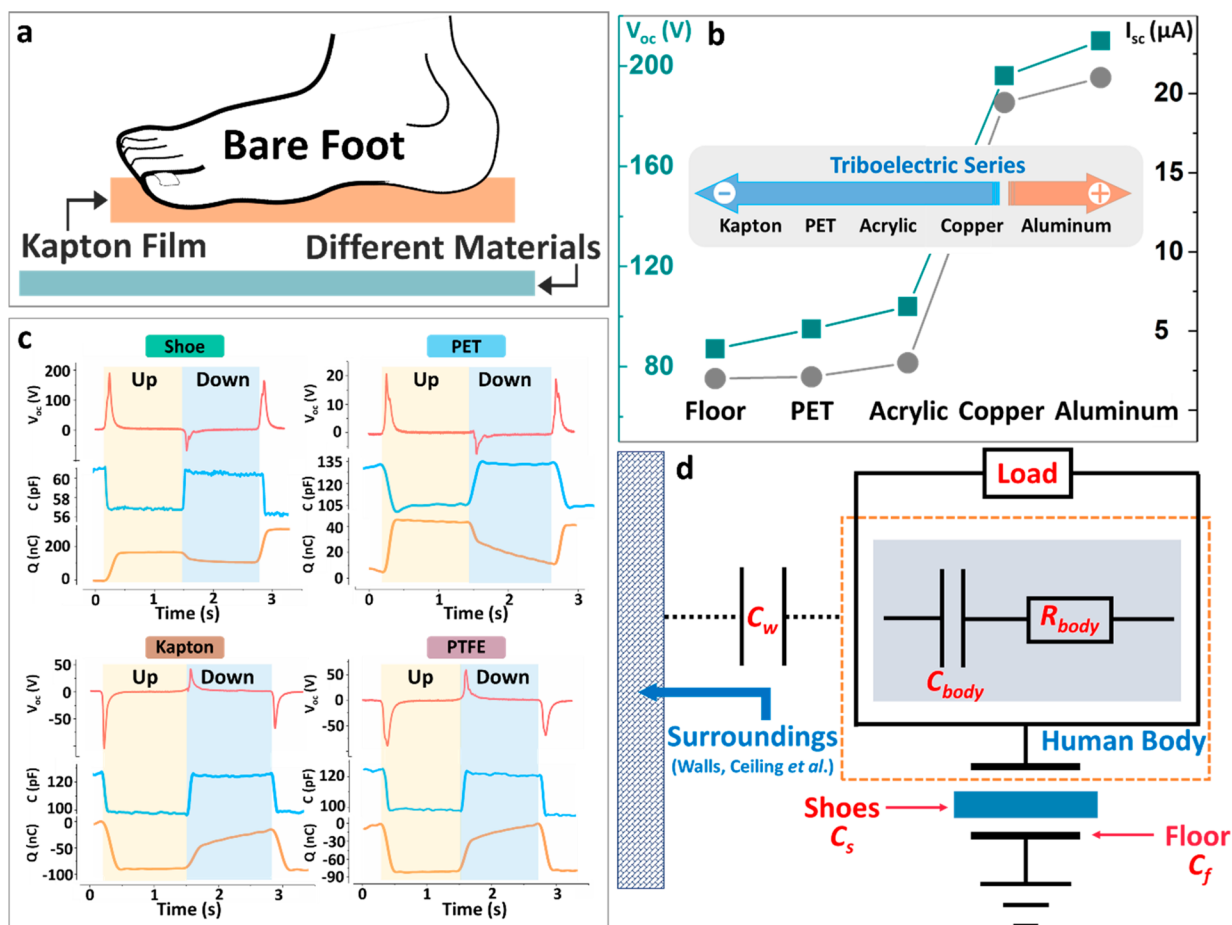 a
Bare Foot
Kapton Film
Different Materials
b
Voc (V)
Isc (µA)
200
160
120
80
20
15
10
5
Triboelectric Series
− +
Kapton PET Acrylic Copper Aluminum
Floor PET Acrylic Copper Aluminum
c
Shoe
Up Down
Voc (V)
200
100
0
C (pF)
60
58
56
Q (nC)
200
0
0 1 2 3
Time (s)
PET
Up Down
Voc (V)
20
10
0
C (pF)
135
105
Q (nC)
40
20
0
0 1 2 3
Time (s)
Kapton
Up Down
Voc (V)
50
0
-50
C (pF)
120
100
Q (nC)
0
-50
-100
0 1 2 3
Time (s)
PTFE
Up Down
Voc (V)
50
0
-50
C (pF)
120
100
Q (nC)
0
-30
-60
-90
0 1 2 3
Time (s)
d
Load
Cw
Rbody
Cbody
Surroundings
(Walls, Ceiling et al.)
Human Body
Shoes
Cs
Floor
Cf